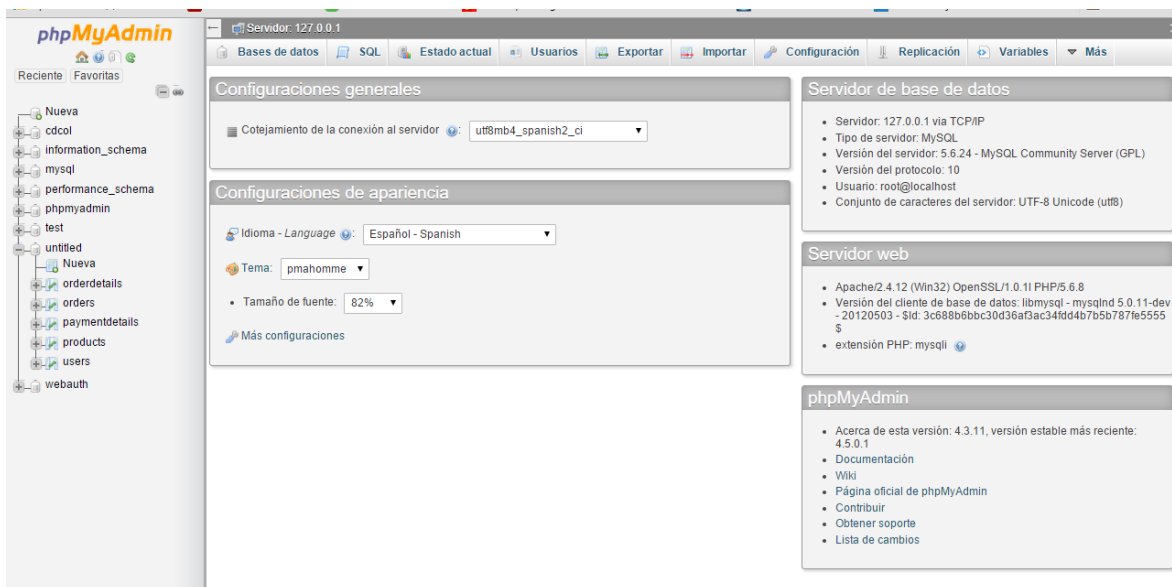 phpMyAdmin
Reciente Favoritas
Nueva
cdcol
information_schema
mysql
performance_schema
phpmyadmin
test
untitled
Nueva
orderdetails
orders
paymentdetails
products
users
webauth
Servidor: 127.0.0.1
Bases de datos SQL Estado actual Usuarios Exportar Importar Configuración Replicación Variables Más
Configuraciones generales
Cotejamiento de la conexión al servidor : utf8mb4_spanish2_ci
Configuraciones de apariencia
Idioma - Language : Español - Spanish
Tema: pmahomme
Tamaño de fuente: 82%
Más configuraciones
Servidor de base de datos
Servidor: 127.0.0.1 via TCP/IP
Tipo de servidor: MySQL
Versión del servidor: 5.6.24 - MySQL Community Server (GPL)
Versión del protocolo: 10
Usuario: root@localhost
Conjunto de caracteres del servidor: UTF-8 Unicode (utf8)
Servidor web
Apache/2.4.12 (Win32) OpenSSL/1.0.1l PHP/5.6.8
Versión del cliente de base de datos: libmysql - mysqlnd 5.0.11-dev
- 20120503 - $Id: 3c688b6bbc30d36af3ac34fdd4b7b5b787fe5555
$
extensión PHP: mysqli
phpMyAdmin
Acerca de esta versión: 4.3.11, versión estable más reciente:
4.5.0.1
Documentación
Wiki
Página oficial de phpMyAdmin
Contribuir
Obtener soporte
Lista de cambios